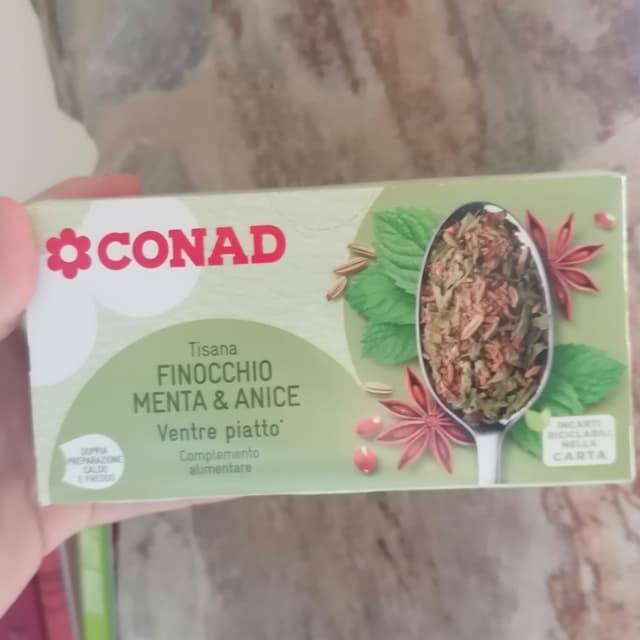 CONAD
Tisana
FINOCCHIO
MENTA & ANICE
Ventre piatto*
Complemento
alimentare
DOPPIA
PREPARAZIONE
CALDO
E FREDDO
INCARTI
RICICLABILI
NELLA
CARTA